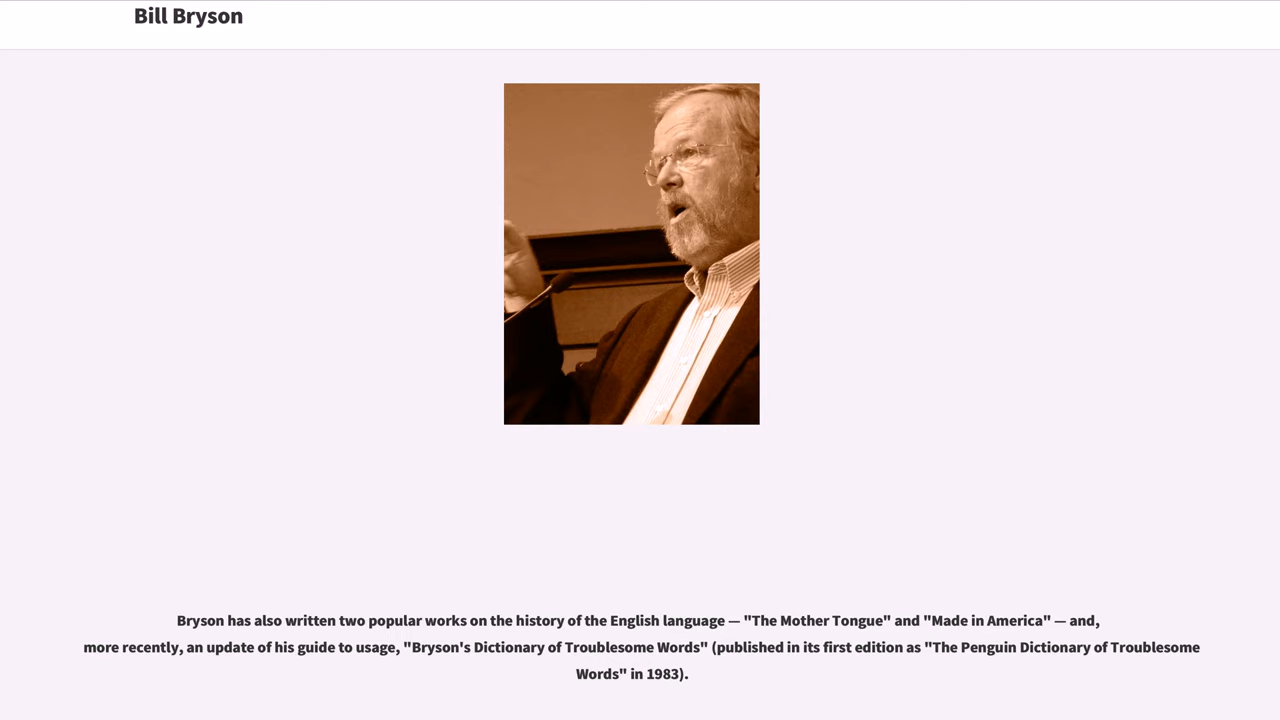 Bill Bryson
Bryson has also written two popular works on the history of the English language — "The Mother Tongue" and "Made in America" — and,
more recently, an update of his guide to usage, "Bryson's Dictionary of Troublesome Words" (published in its first edition as "The Penguin Dictionary of Troublesome
Words" in 1983).